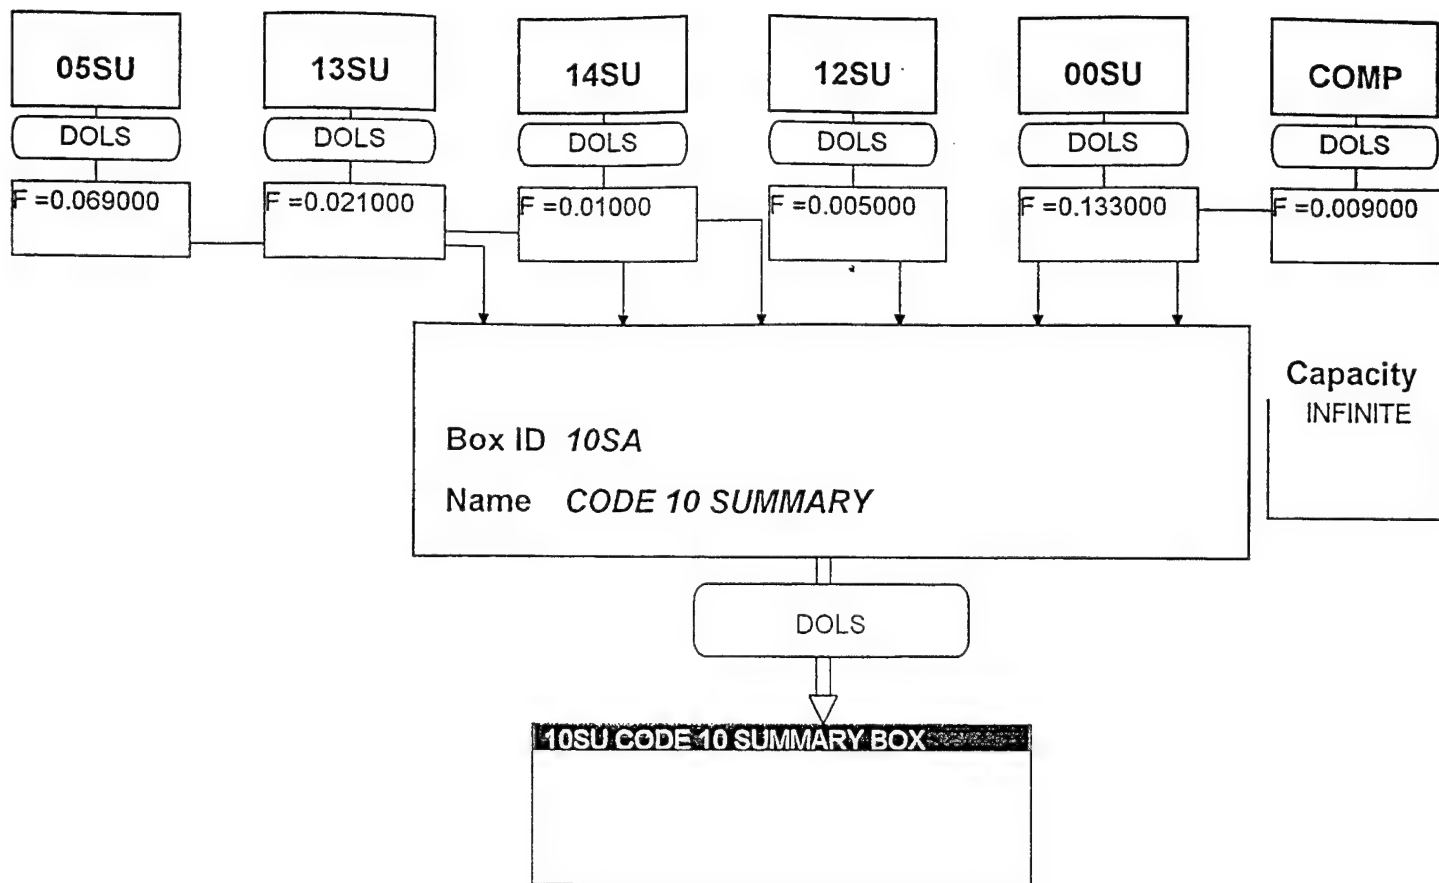 05SU 13SU 14SU 12SU 00SU COMP
DOLS DOLS DOLS DOLS DOLS DOLS
F =0.069000 F =0.021000 F =0.01000 F =0.005000 F =0.133000 F =0.009000
Capacity
INFINITE
Box ID 10SA
Name CODE 10 SUMMARY
DOLS
10SU CODE 10 SUMMARY BOX